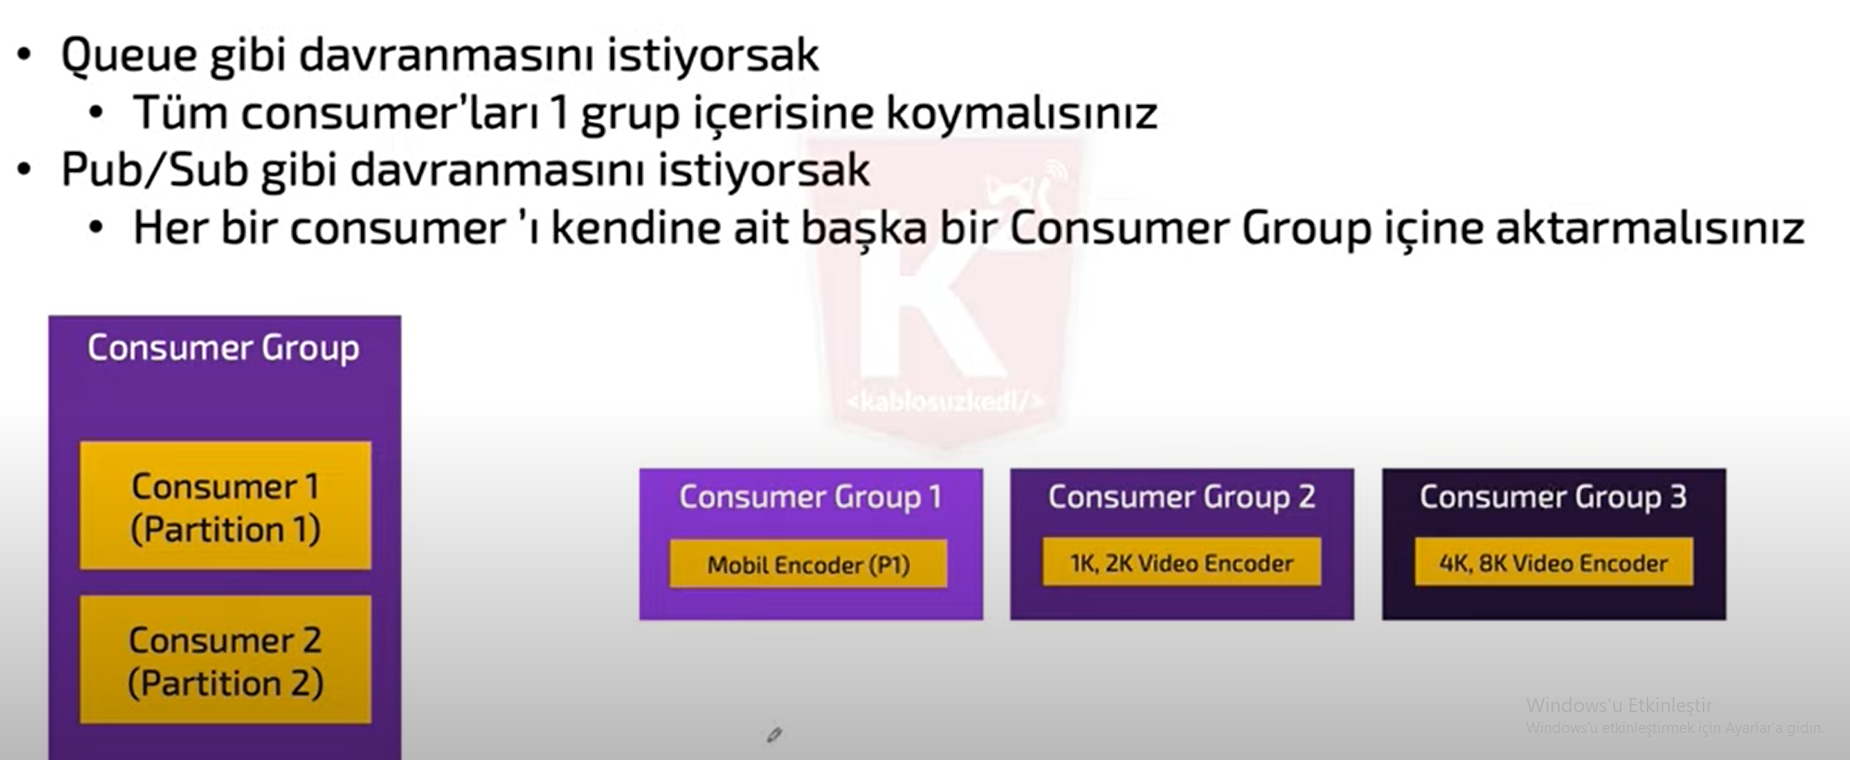 • Queue gibi davranmasını istiyorsak
• Tüm consumer’ları 1 grup içerisine koymalısınız
• Pub/Sub gibi davranmasını istiyorsak
• Her bir consumer ’ı kendine ait başka bir Consumer Group içine aktarmalısınız
K
<kablosuzkedi/>
Consumer Group
Consumer 1
(Partition 1)
Consumer 2
(Partition 2)
Consumer Group 1
Mobil Encoder (P1)
Consumer Group 2
1K, 2K Video Encoder
Consumer Group 3
4K, 8K Video Encoder
Windows'u Etkinleştir
Windows'u etkinleştirmek için Ayarlar'a gidin.